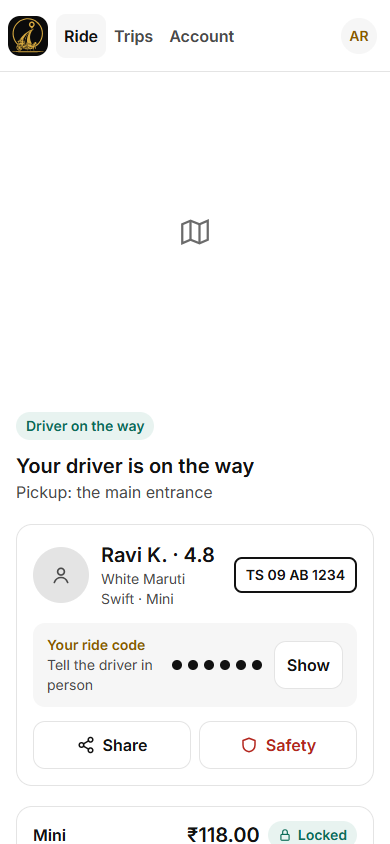 Ride Trips Account AR
Driver on the way
Your driver is on the way
Pickup: the main entrance
Ravi K. · 4.8
White Maruti
Swift · Mini
TS 09 AB 1234
Your ride code
Tell the driver in
person
●●●●●●
Show
Share
Safety
Mini ₹118.00 Locked